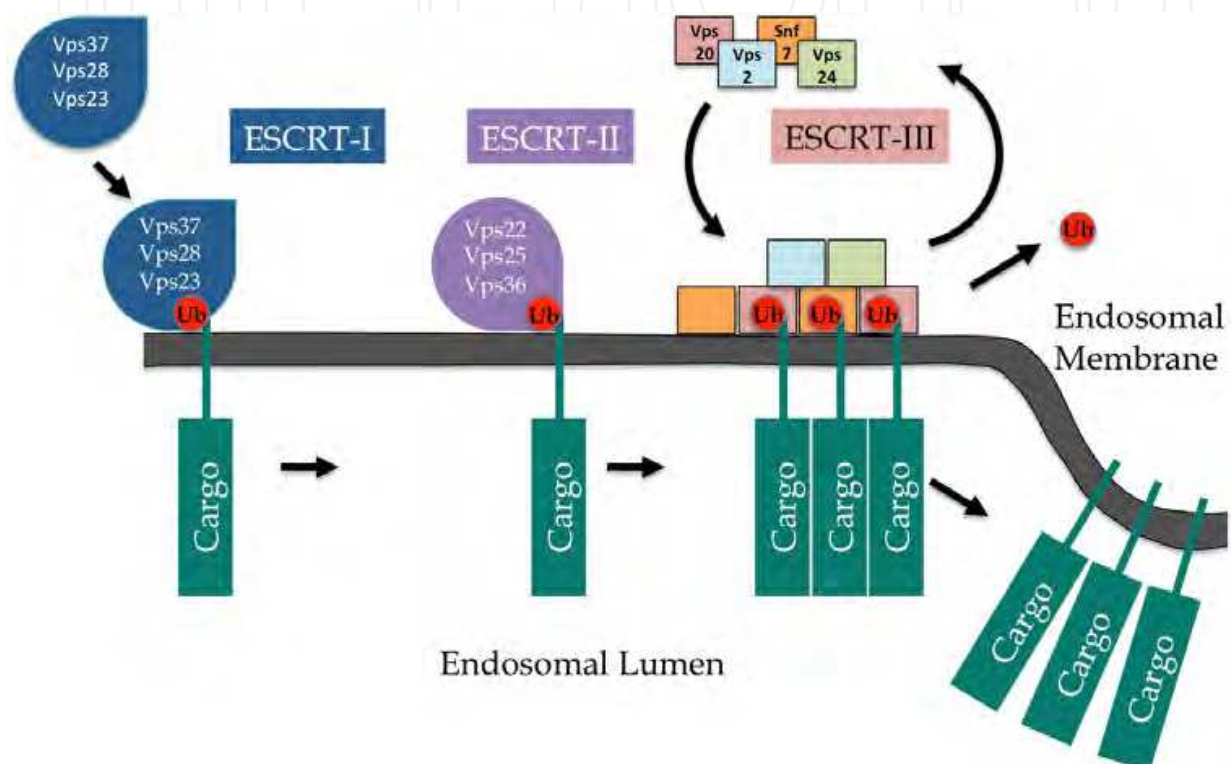 Vps37
Vps28
Vps23
Vps
20
Snf
7
Vps
2
Vps
24
ESCRT-I
ESCRT-II
ESCRT-III
Vps37
Vps28
Vps23
Ub
Vps22
Vps25
Vps36
Ub
Ub
Ub
Ub
Ub
Endosomal
Membrane
Cargo
Cargo
Cargo
Cargo
Cargo
Cargo
Cargo
Cargo
Endosomal Lumen